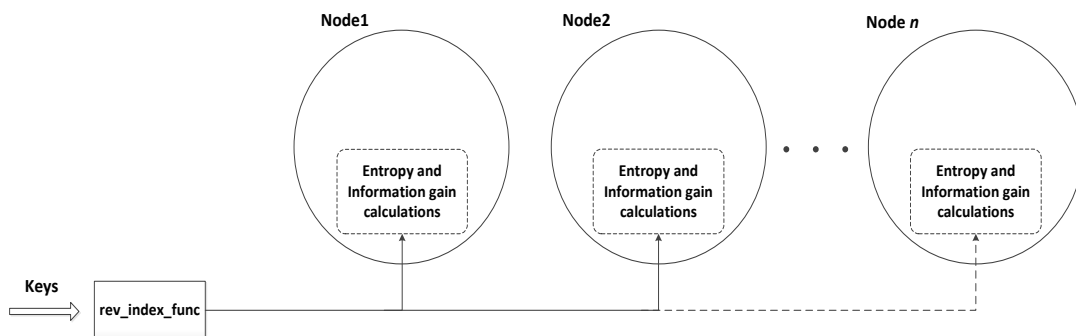 Node1
Node2
Node n
Entropy and
Information gain
calculations
Entropy and
Information gain
calculations
Entropy and
Information gain
calculations
Keys
rev_index_func